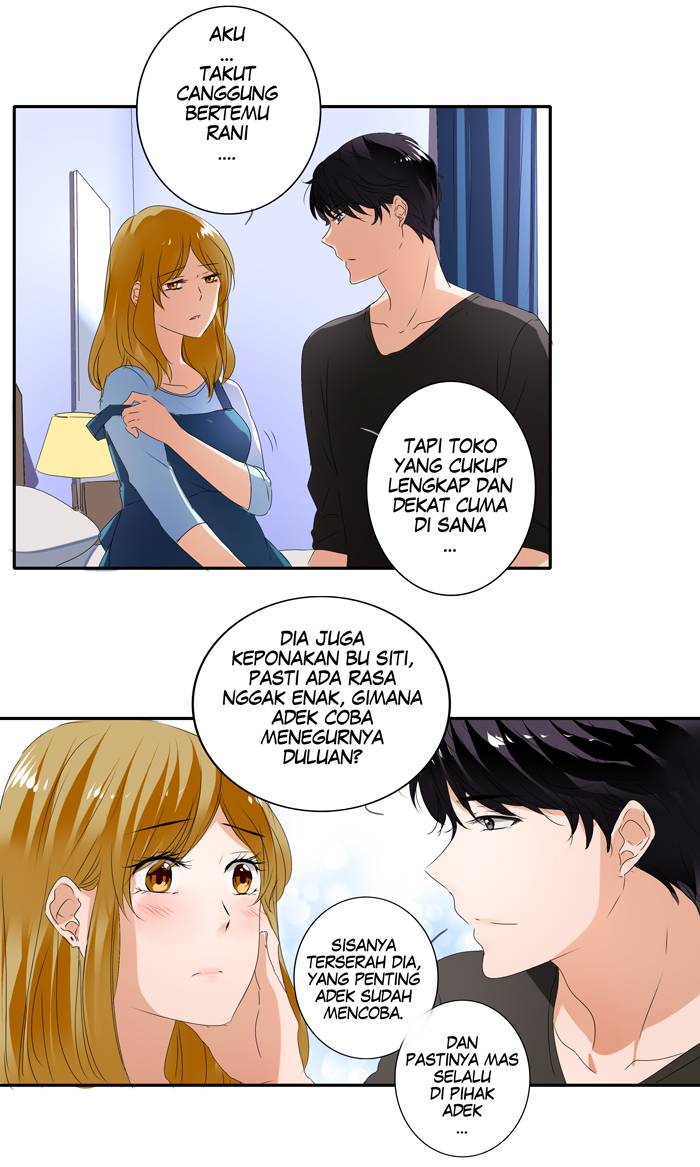 AKU
...
TAKUT
CANGGUNG
BERTEMU
RANI
....
TAPI TOKO
YANG CUKUP
LENGKAP DAN
DEKAT CUMA
DI SANA
...
DIA JUGA
KEPONAKAN BU SITI,
PASTI ADA RASA
NGGAK ENAK, GIMANA
ADEK COBA
MENEGURNYA
DULUAN?
SISANYA
TERSERAH DIA,
YANG PENTING
ADEK SUDAH
MENCOBA.
DAN
PASTINYA MAS
SELALU
DI PIHAK
ADEK
...